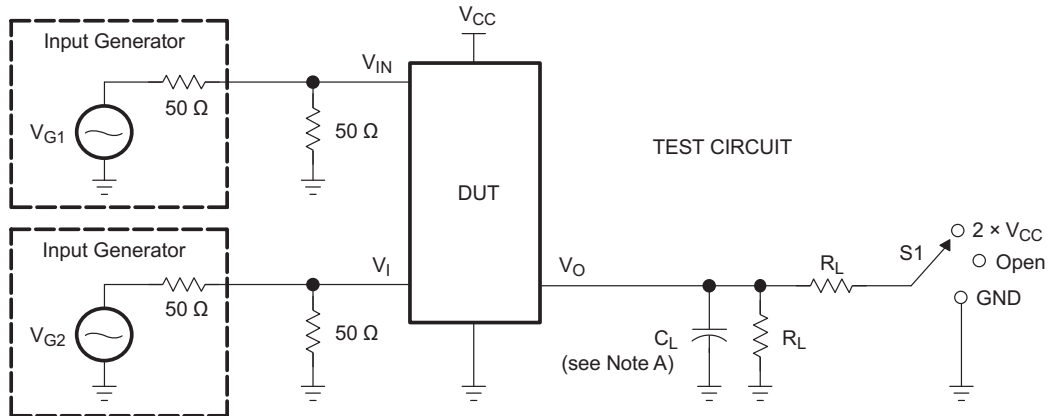 V_CC
Input Generator
V_IN
50 Ω
V_G1
50 Ω
TEST CIRCUIT
DUT
Input Generator
V_I
V_O
S1
2 × V_CC
Open
GND
R_L
50 Ω
V_G2
50 Ω
C_L
(see Note A)
R_L